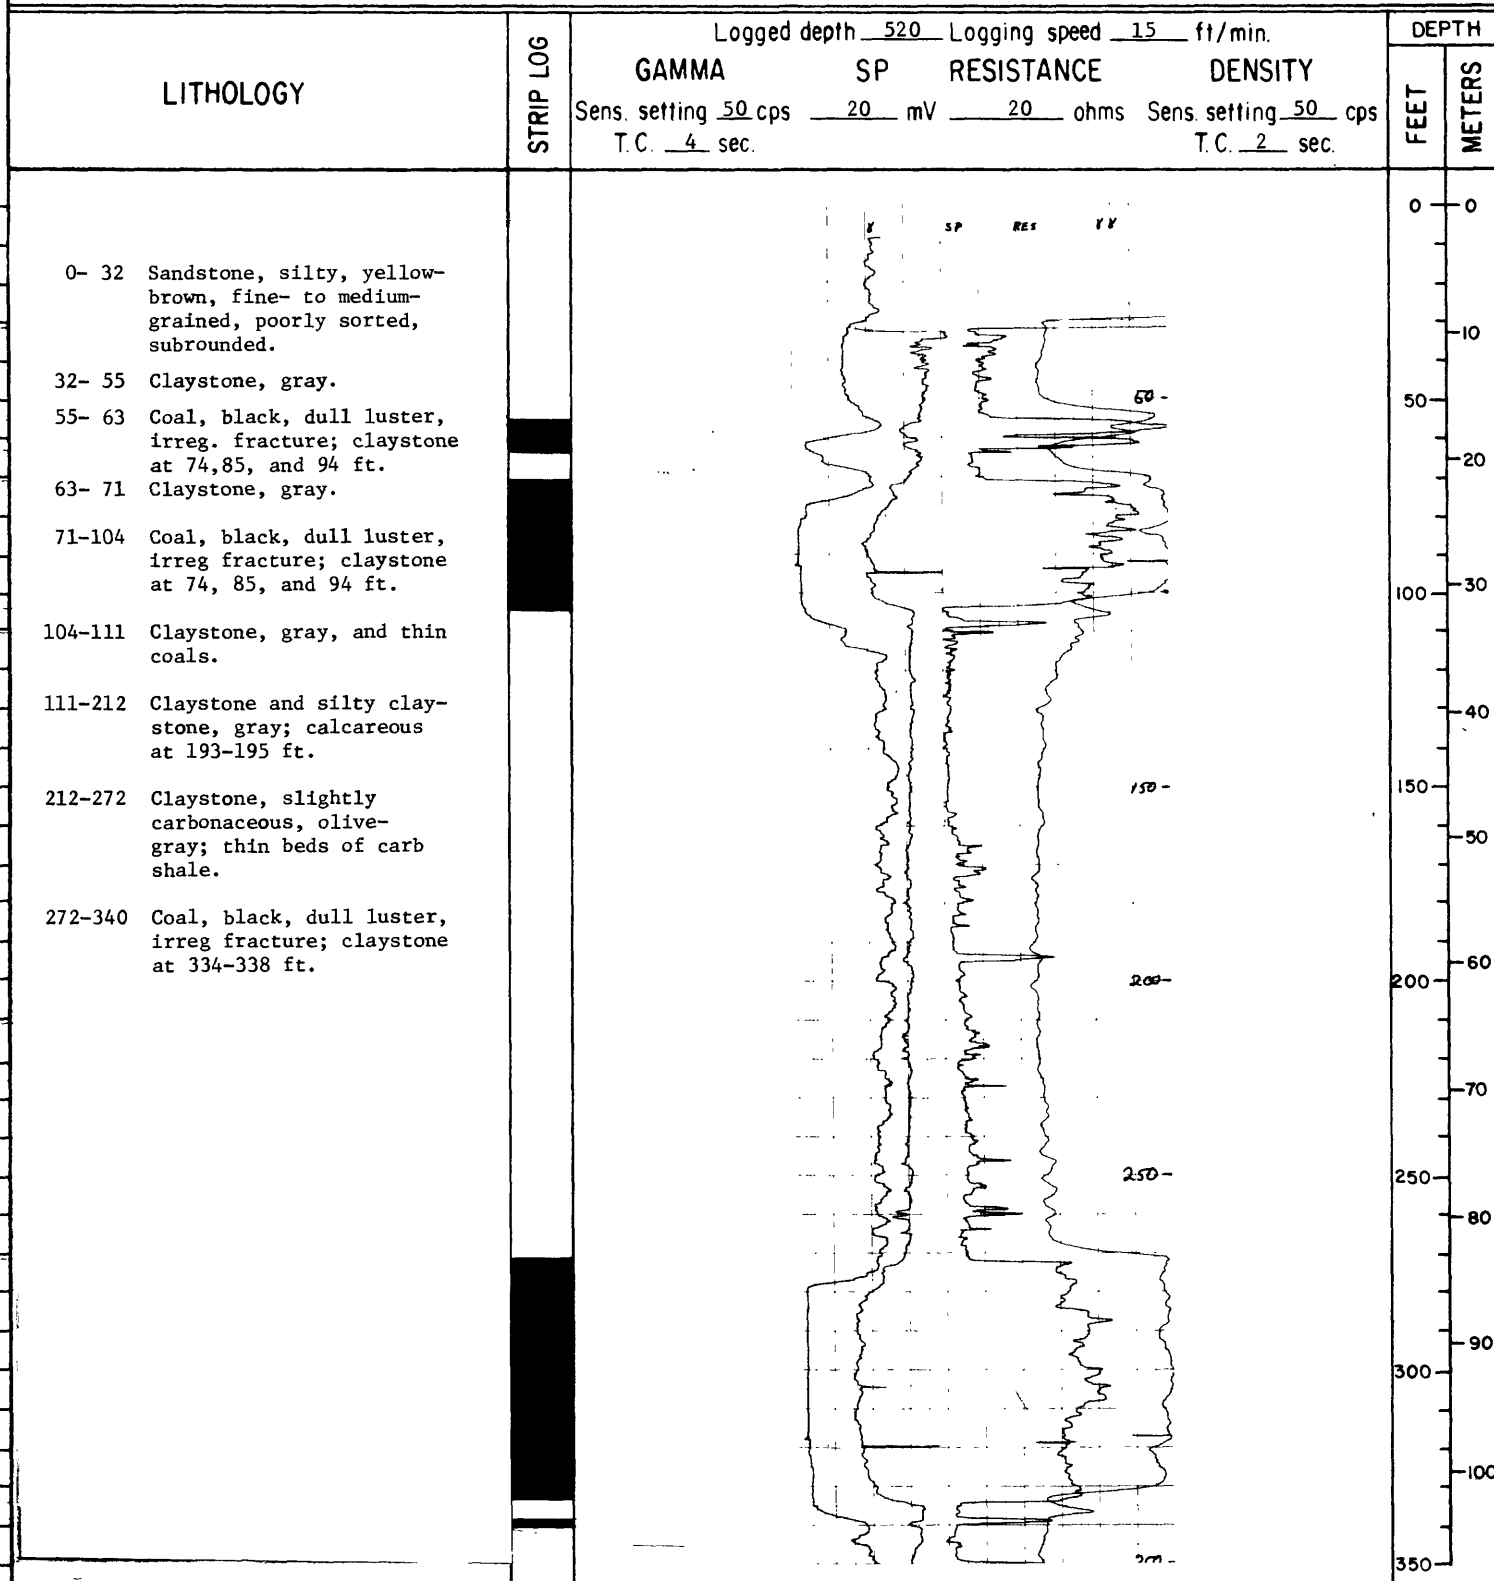 Logged depth 520 Logging speed 15 ft/min.
DEPTH
LITHOLOGY
STRIP LOG
GAMMA SP RESISTANCE DENSITY
Sens. setting 50 cps 20 mV 20 ohms Sens. setting 50 cps
T.C. 4 sec. T.C. 2 sec.
FEET
METERS
γ SP RES γγ
0- 32 Sandstone, silty, yellow-
brown, fine- to medium-
grained, poorly sorted,
subrounded.
32- 55 Claystone, gray.
55- 63 Coal, black, dull luster,
irreg. fracture; claystone
at 74,85, and 94 ft.
63- 71 Claystone, gray.
71-104 Coal, black, dull luster,
irreg fracture; claystone
at 74, 85, and 94 ft.
104-111 Claystone, gray, and thin
coals.
111-212 Claystone and silty clay-
stone, gray; calcareous
at 193-195 ft.
212-272 Claystone, slightly
carbonaceous, olive-
gray; thin beds of carb
shale.
272-340 Coal, black, dull luster,
irreg fracture; claystone
at 334-338 ft.
150-
200-
250-
0
50
100
150
200
250
300
350
0
10
20
30
40
50
60
70
80
90
100